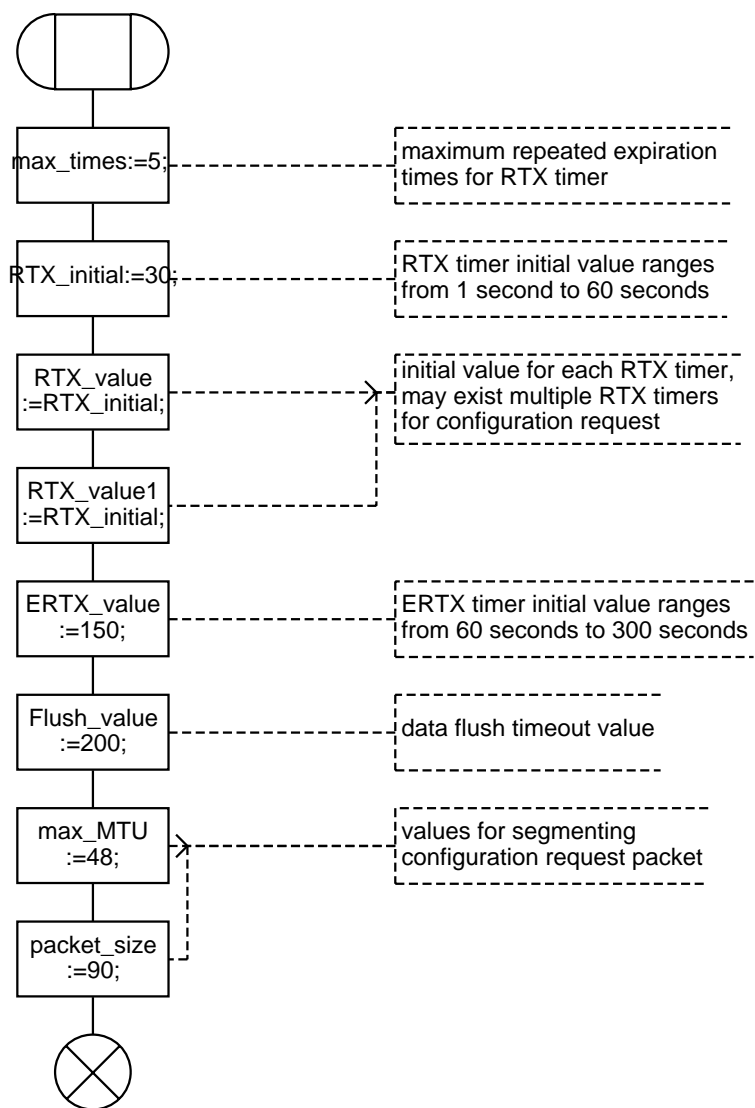 max_times:=5;
maximum repeated expiration
times for RTX timer
RTX_initial:=30;
RTX timer initial value ranges
from 1 second to 60 seconds
RTX_value
:=RTX_initial;
initial value for each RTX timer,
may exist multiple RTX timers
for configuration request
RTX_value1
:=RTX_initial;
ERTX_value
:=150;
ERTX timer initial value ranges
from 60 seconds to 300 seconds
Flush_value
:=200;
data flush timeout value
max_MTU
:=48;
values for segmenting
configuration request packet
packet_size
:=90;